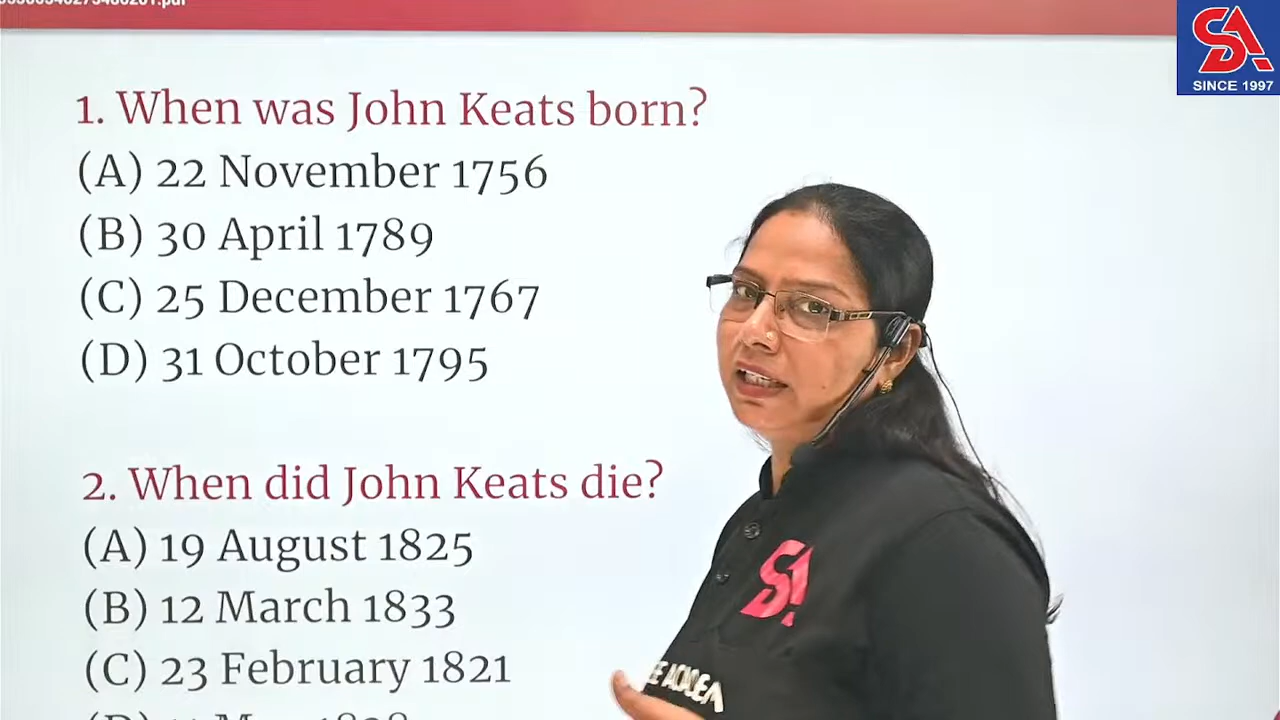 SINCE 1997
1. When was John Keats born?
(A) 22 November 1756
(B) 30 April 1789
(C) 25 December 1767
(D) 31 October 1795
2. When did John Keats die?
(A) 19 August 1825
(B) 12 March 1833
(C) 23 February 1821
SA